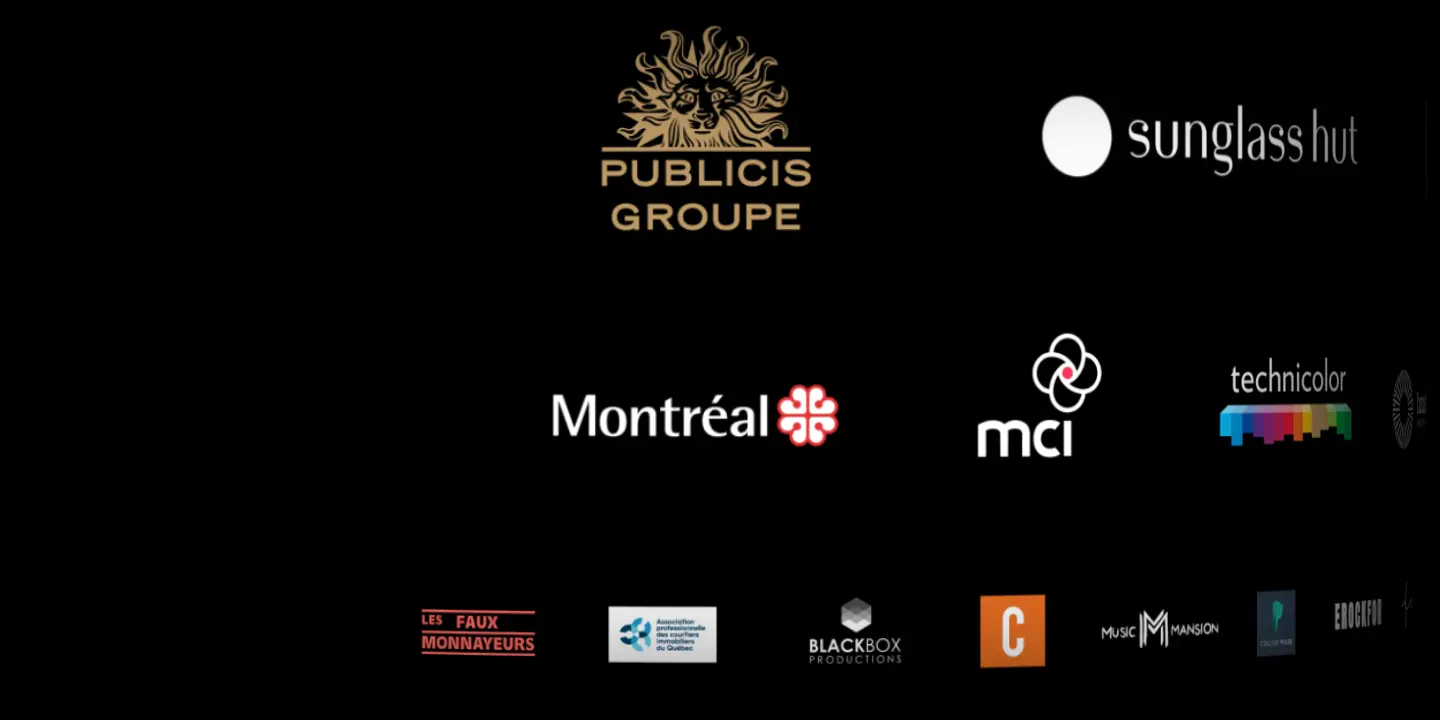 PUBLICIS
GROUPE
sunglass hut
Montréal
mci
technicolor
LES FAUX
MONNAYEURS
Association
professionnelle
des courtiers
immobiliers
du Québec
BLACKBOX
PRODUCTIONS
C
MUSIC M MANSION